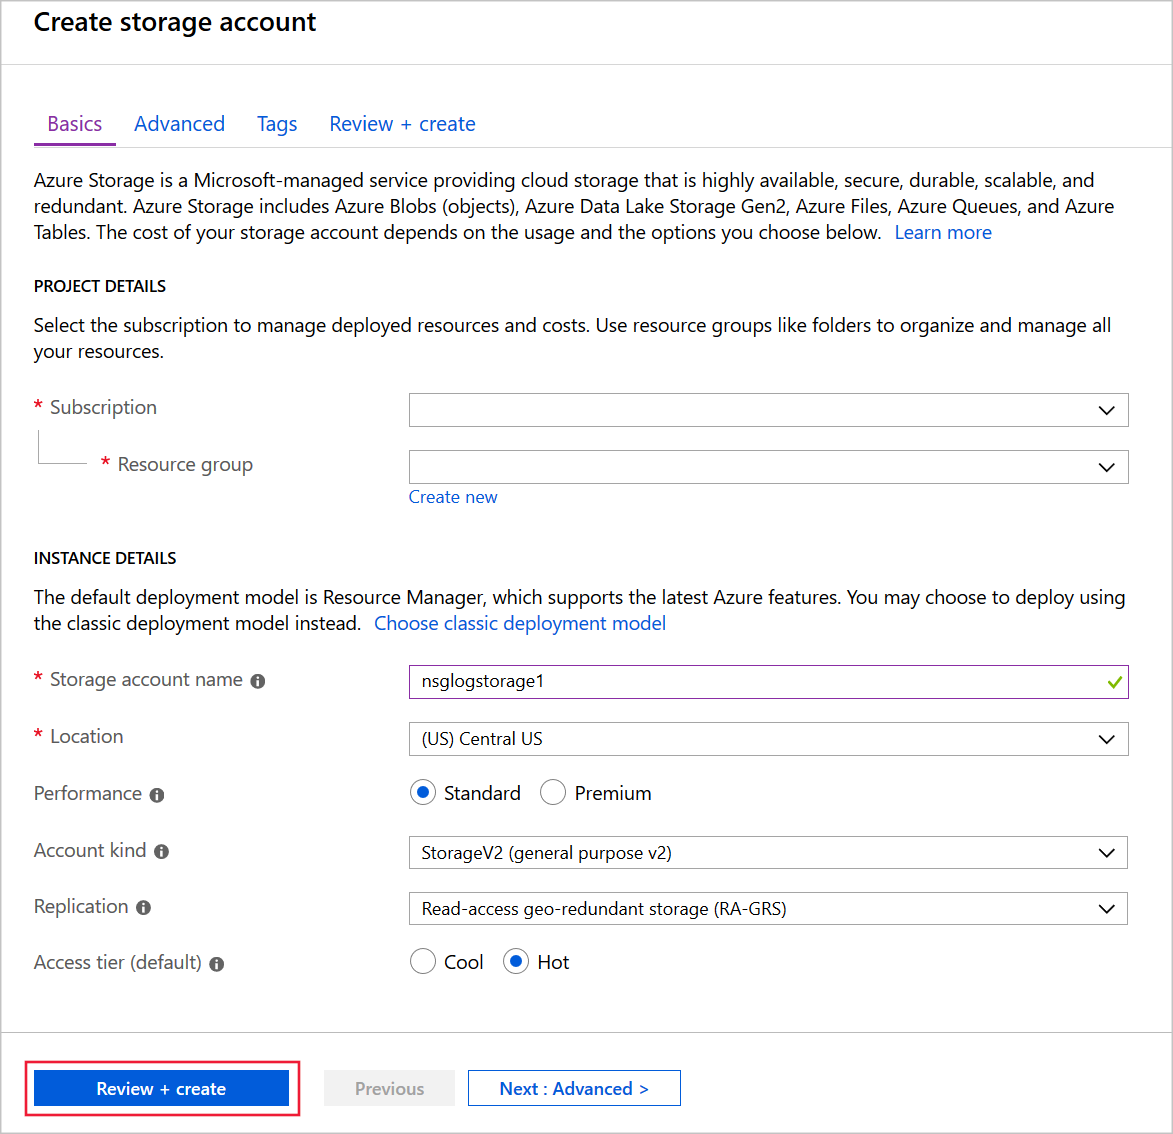 Create storage account
Basics Advanced Tags Review + create
Azure Storage is a Microsoft-managed service providing cloud storage that is highly available, secure, durable, scalable, and
redundant. Azure Storage includes Azure Blobs (objects), Azure Data Lake Storage Gen2, Azure Files, Azure Queues, and Azure
Tables. The cost of your storage account depends on the usage and the options you choose below. Learn more
PROJECT DETAILS
Select the subscription to manage deployed resources and costs. Use resource groups like folders to organize and manage all
your resources.
* Subscription
* Resource group
Create new
INSTANCE DETAILS
The default deployment model is Resource Manager, which supports the latest Azure features. You may choose to deploy using
the classic deployment model instead. Choose classic deployment model
* Storage account name nsglogstorage1
* Location (US) Central US
Performance Standard Premium
Account kind StorageV2 (general purpose v2)
Replication Read-access geo-redundant storage (RA-GRS)
Access tier (default) Cool Hot
Review + create Previous Next : Advanced >